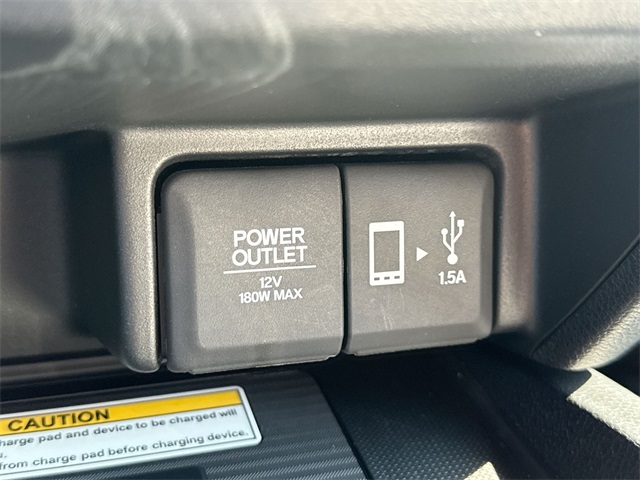 POWER
OUTLET
12V
180W MAX
1.5A
CAUTION
charge pad and device to be charged will
from charge pad before charging device.